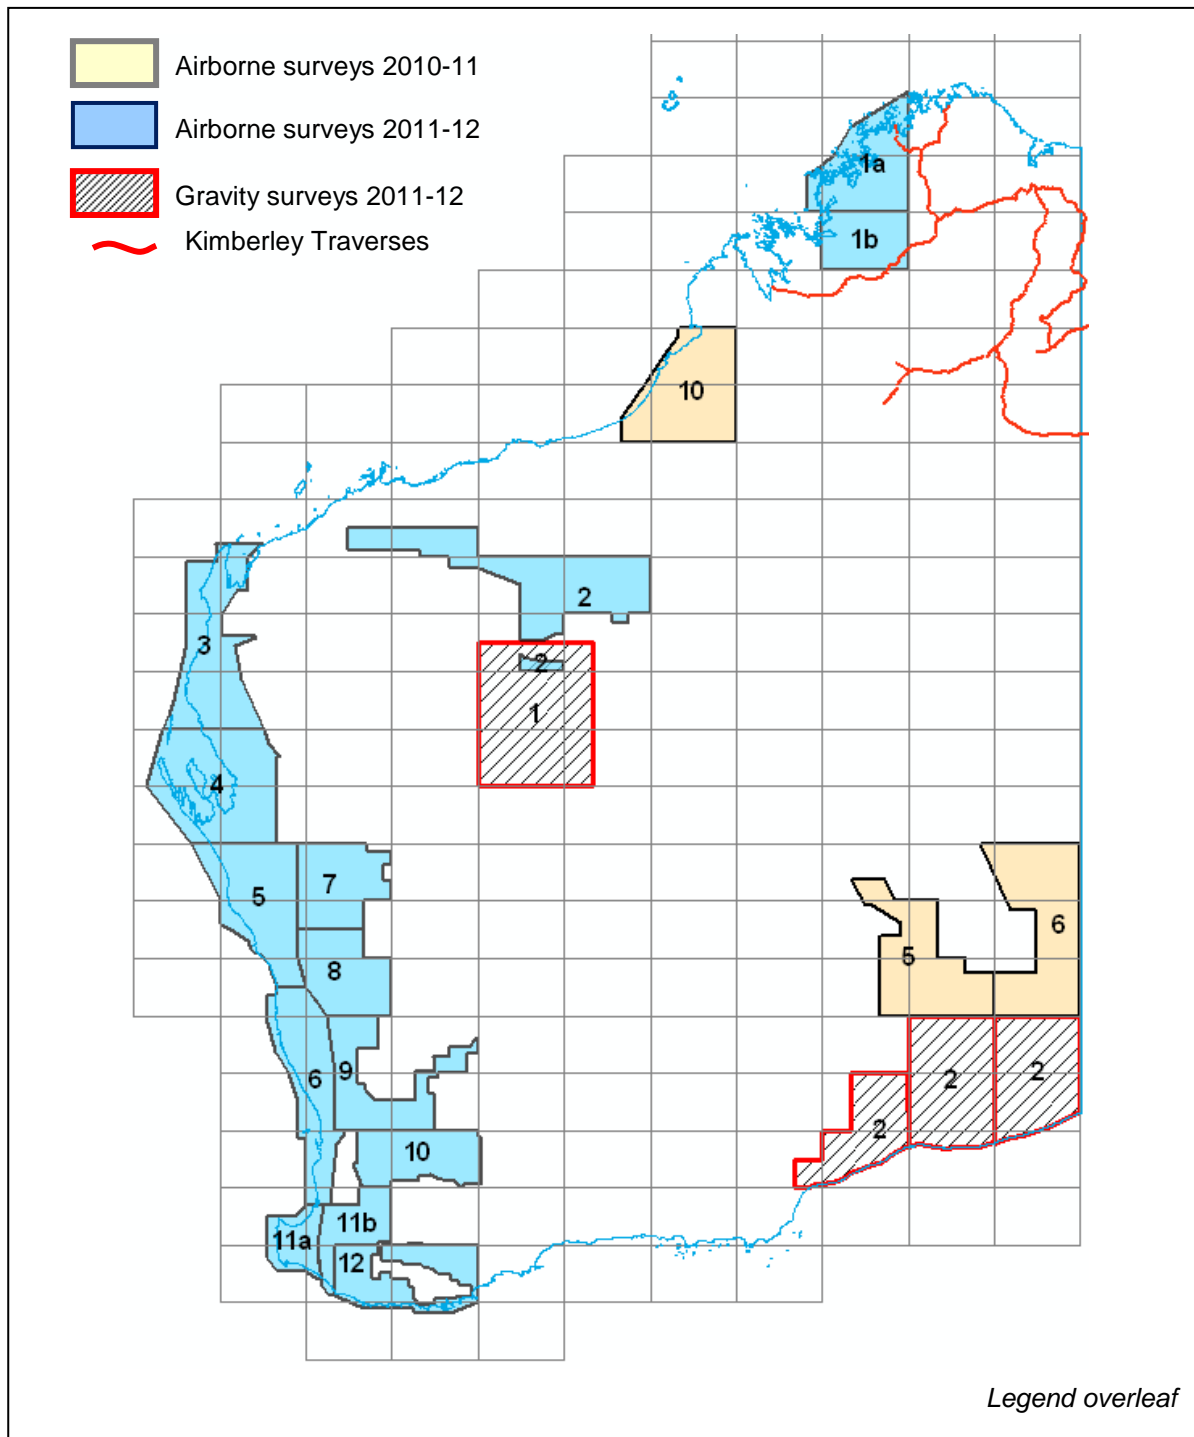 Airborne surveys 2010-11
Airborne surveys 2011-12
Gravity surveys 2011-12
Kimberley Traverses
1a
1b
10
2
3
2
1
4
5
7
6
5
8
6
9
2
2
2
10
11b
11a
12
Legend overleaf